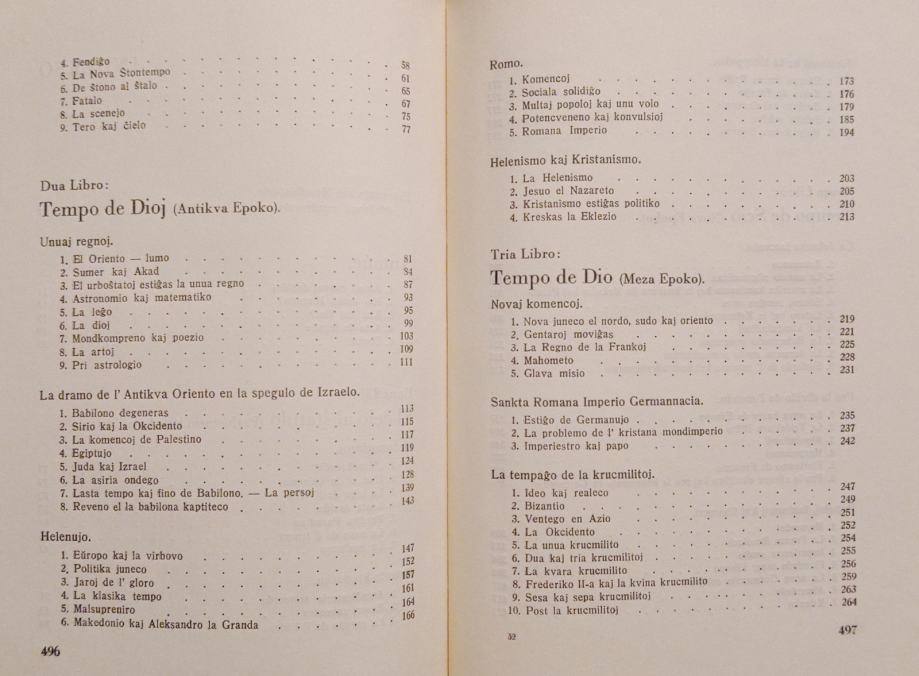 4. Fendiĝo . . . . . . . . . . . 58
5. La Nova Ŝtontempo . . . . . . . . . . . 61
6. De ŝtono al ŝtalo . . . . . . . . . . . 65
7. Fatalo . . . . . . . . . . . 67
8. La scenejo . . . . . . . . . . . 75
9. Tero kaj ĉielo . . . . . . . . . . . 77
Dua Libro:
Tempo de Dioj (Antikva Epoko).
Unuaj regnoj.
1. El Oriento — lumo . . . . . . . . . . 81
2. Sumer kaj Akad . . . . . . . . . . 84
3. El urboŝtatoj estiĝas la unua regno . . . . . . . 87
4. Astronomio kaj matematiko . . . . . . . . 93
5. La leĝo . . . . . . . . . . . 95
6. La dioj . . . . . . . . . . . 99
7. Mondkompreno kaj poezio . . . . . . . . 103
8. La artoj . . . . . . . . . . . 109
9. Pri astrologio . . . . . . . . . . 111
La dramo de l' Antikva Oriento en la spegulo de Izraelo.
1. Babilono degeneras . . . . . . . . . . 113
2. Sirio kaj la Okcidento . . . . . . . . . 115
3. La komencoj de Palestino . . . . . . . . . 117
4. Egiptujo . . . . . . . . . . . 119
5. Juda kaj Izrael . . . . . . . . . . 124
6. La asiria ondego . . . . . . . . . . 128
7. Lasta tempo kaj fino de Babilono. — La persoj . . . . 139
8. Reveno el la babilona kaptiteco . . . . . . . 143
Helenujo.
1. Eŭropo kaj la virbovo . . . . . . . . . 147
2. Politika juneco . . . . . . . . . . 152
3. Jaroj de l' gloro . . . . . . . . . . 157
4. La klasika tempo . . . . . . . . . . 161
5. Malsupreniro . . . . . . . . . . 164
6. Makedonio kaj Aleksandro la Granda . . . . . . 166
496
Romo.
1. Komencoj . . . . . . . . . . 173
2. Sociala solidiĝo . . . . . . . . . . 176
3. Multaj popoloj kaj unu volo . . . . . . . . 179
4. Potencveneno kaj konvulsioj . . . . . . . . 185
5. Romana Imperio . . . . . . . . . . 194
Helenismo kaj Kristanismo.
1. La Helenismo . . . . . . . . . . 203
2. Jesuo el Nazareto . . . . . . . . . 205
3. Kristanismo estiĝas politiko . . . . . . . . 210
4. Kreskas la Eklezio . . . . . . . . . 213
Tria Libro:
Tempo de Dio (Meza Epoko).
Novaj komencoj.
1. Nova juneco el nordo, sudo kaj oriento . . . . . . 219
2. Gentaroj moviĝas . . . . . . . . . 221
3. La Regno de la Frankoj . . . . . . . . . 225
4. Mahometo . . . . . . . . . . 228
5. Glava misio . . . . . . . . . . 231
Sankta Romana Imperio Germannacia.
1. Estiĝo de Germanujo . . . . . . . . . 235
2. La problemo de l' kristana mondimperio . . . . . 237
3. Imperiestro kaj papo . . . . . . . . . 242
La tempaĝo de la krucmilitoj.
1. Ideo kaj realeco . . . . . . . . . . 247
2. Bizantio . . . . . . . . . . . 249
3. Ventego en Azio . . . . . . . . . . 251
4. La Okcidento . . . . . . . . . . 252
5. La unua krucmilito . . . . . . . . . 254
6. Dua kaj tria krucmilitoj . . . . . . . . . 255
7. La kvara krucmilito . . . . . . . . . 256
8. Frederiko II-a kaj la kvina krucmilito . . . . . . 259
9. Sesa kaj sepa krucmilitoj . . . . . . . . 263
10. Post la krucmilitoj . . . . . . . . . 264
32
497